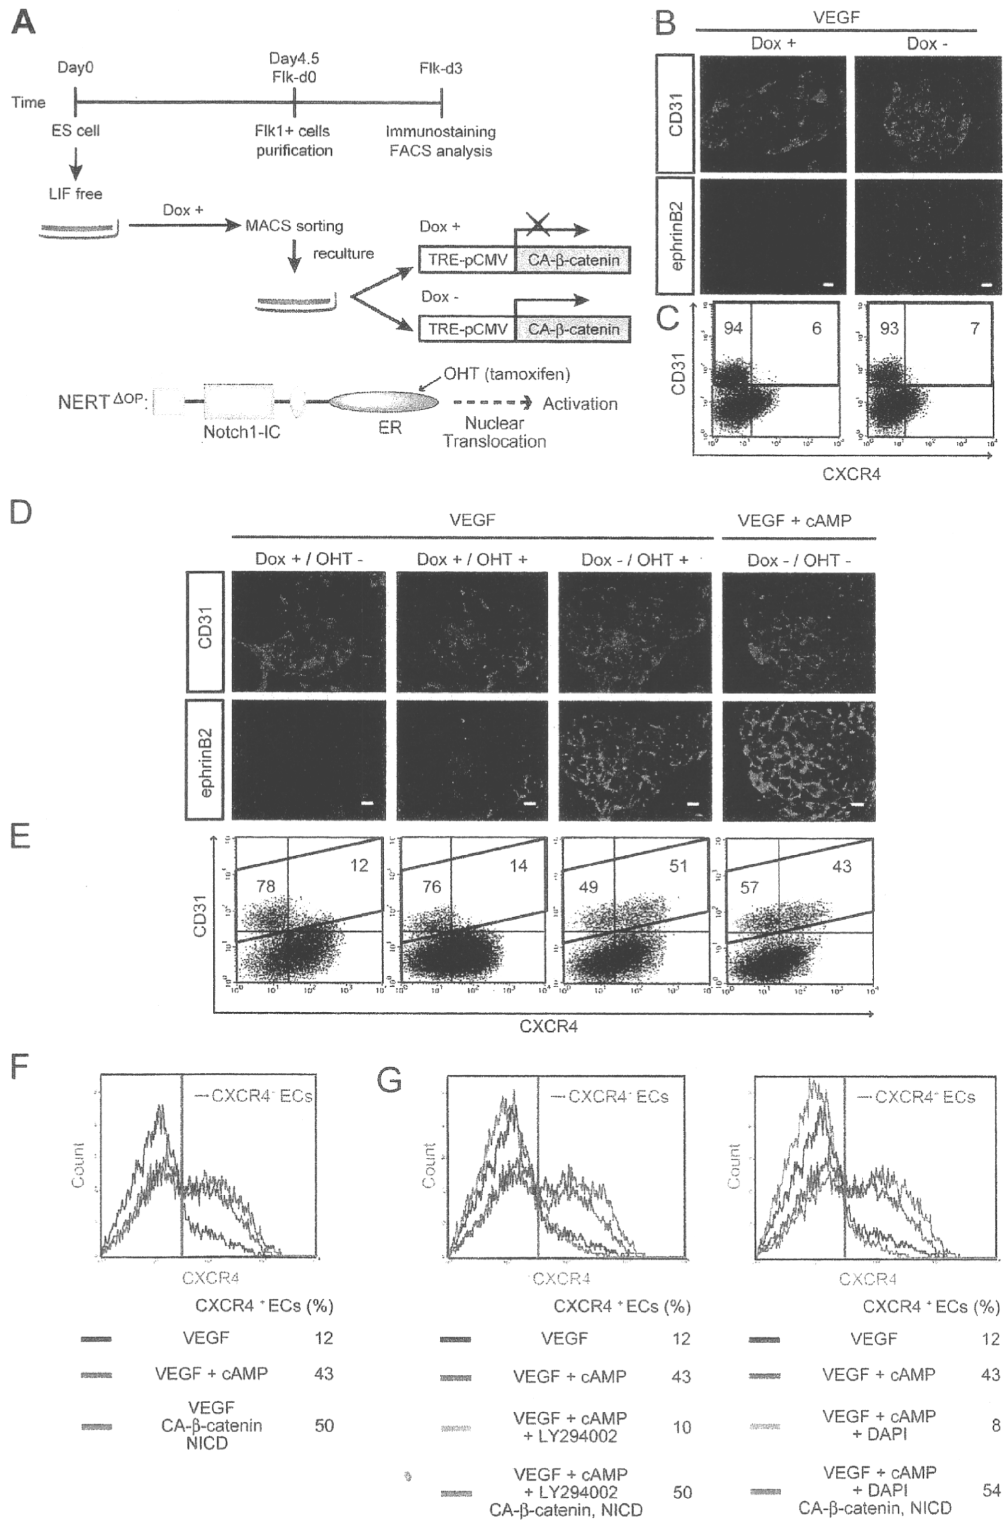 A
Day0
Day4.5
Flk-d0
Flk-d3
Time
ES cell
Flk1+ cells
purification
Immunostaining
FACS analysis
LIF free
Dox +
MACS sorting
reculture
Dox +
TRE-pCMV
CA-β-catenin
Dox -
TRE-pCMV
CA-β-catenin
NERT ΔOP:
Notch1-IC
ER
OHT (tamoxifen)
Nuclear
Translocation
Activation
B
VEGF
Dox +
Dox -
CD31
ephrinB2
C
94
6
93
7
CD31
CXCR4
D
VEGF
VEGF + cAMP
Dox + / OHT -
Dox + / OHT +
Dox - / OHT +
Dox - / OHT -
CD31
ephrinB2
E
CD31
78
12
76
14
49
51
57
43
CXCR4
F
CXCR4⁻ ECs
Count
CXCR4
CXCR4 ⁺ ECs (%)
VEGF 12
VEGF + cAMP 43
VEGF
CA-β-catenin 50
NICD
G
CXCR4⁻ ECs
Count
CXCR4
CXCR4 ⁺ ECs (%)
VEGF 12
VEGF + cAMP 43
VEGF + cAMP
+ LY294002 10
VEGF + cAMP
+ LY294002 50
CA-β-catenin, NICD
CXCR4⁻ ECs
Count
CXCR4
CXCR4 ⁺ ECs (%)
VEGF 12
VEGF + cAMP 43
VEGF + cAMP
+ DAPI 8
VEGF + cAMP
+ DAPI 54
CA-β-catenin, NICD